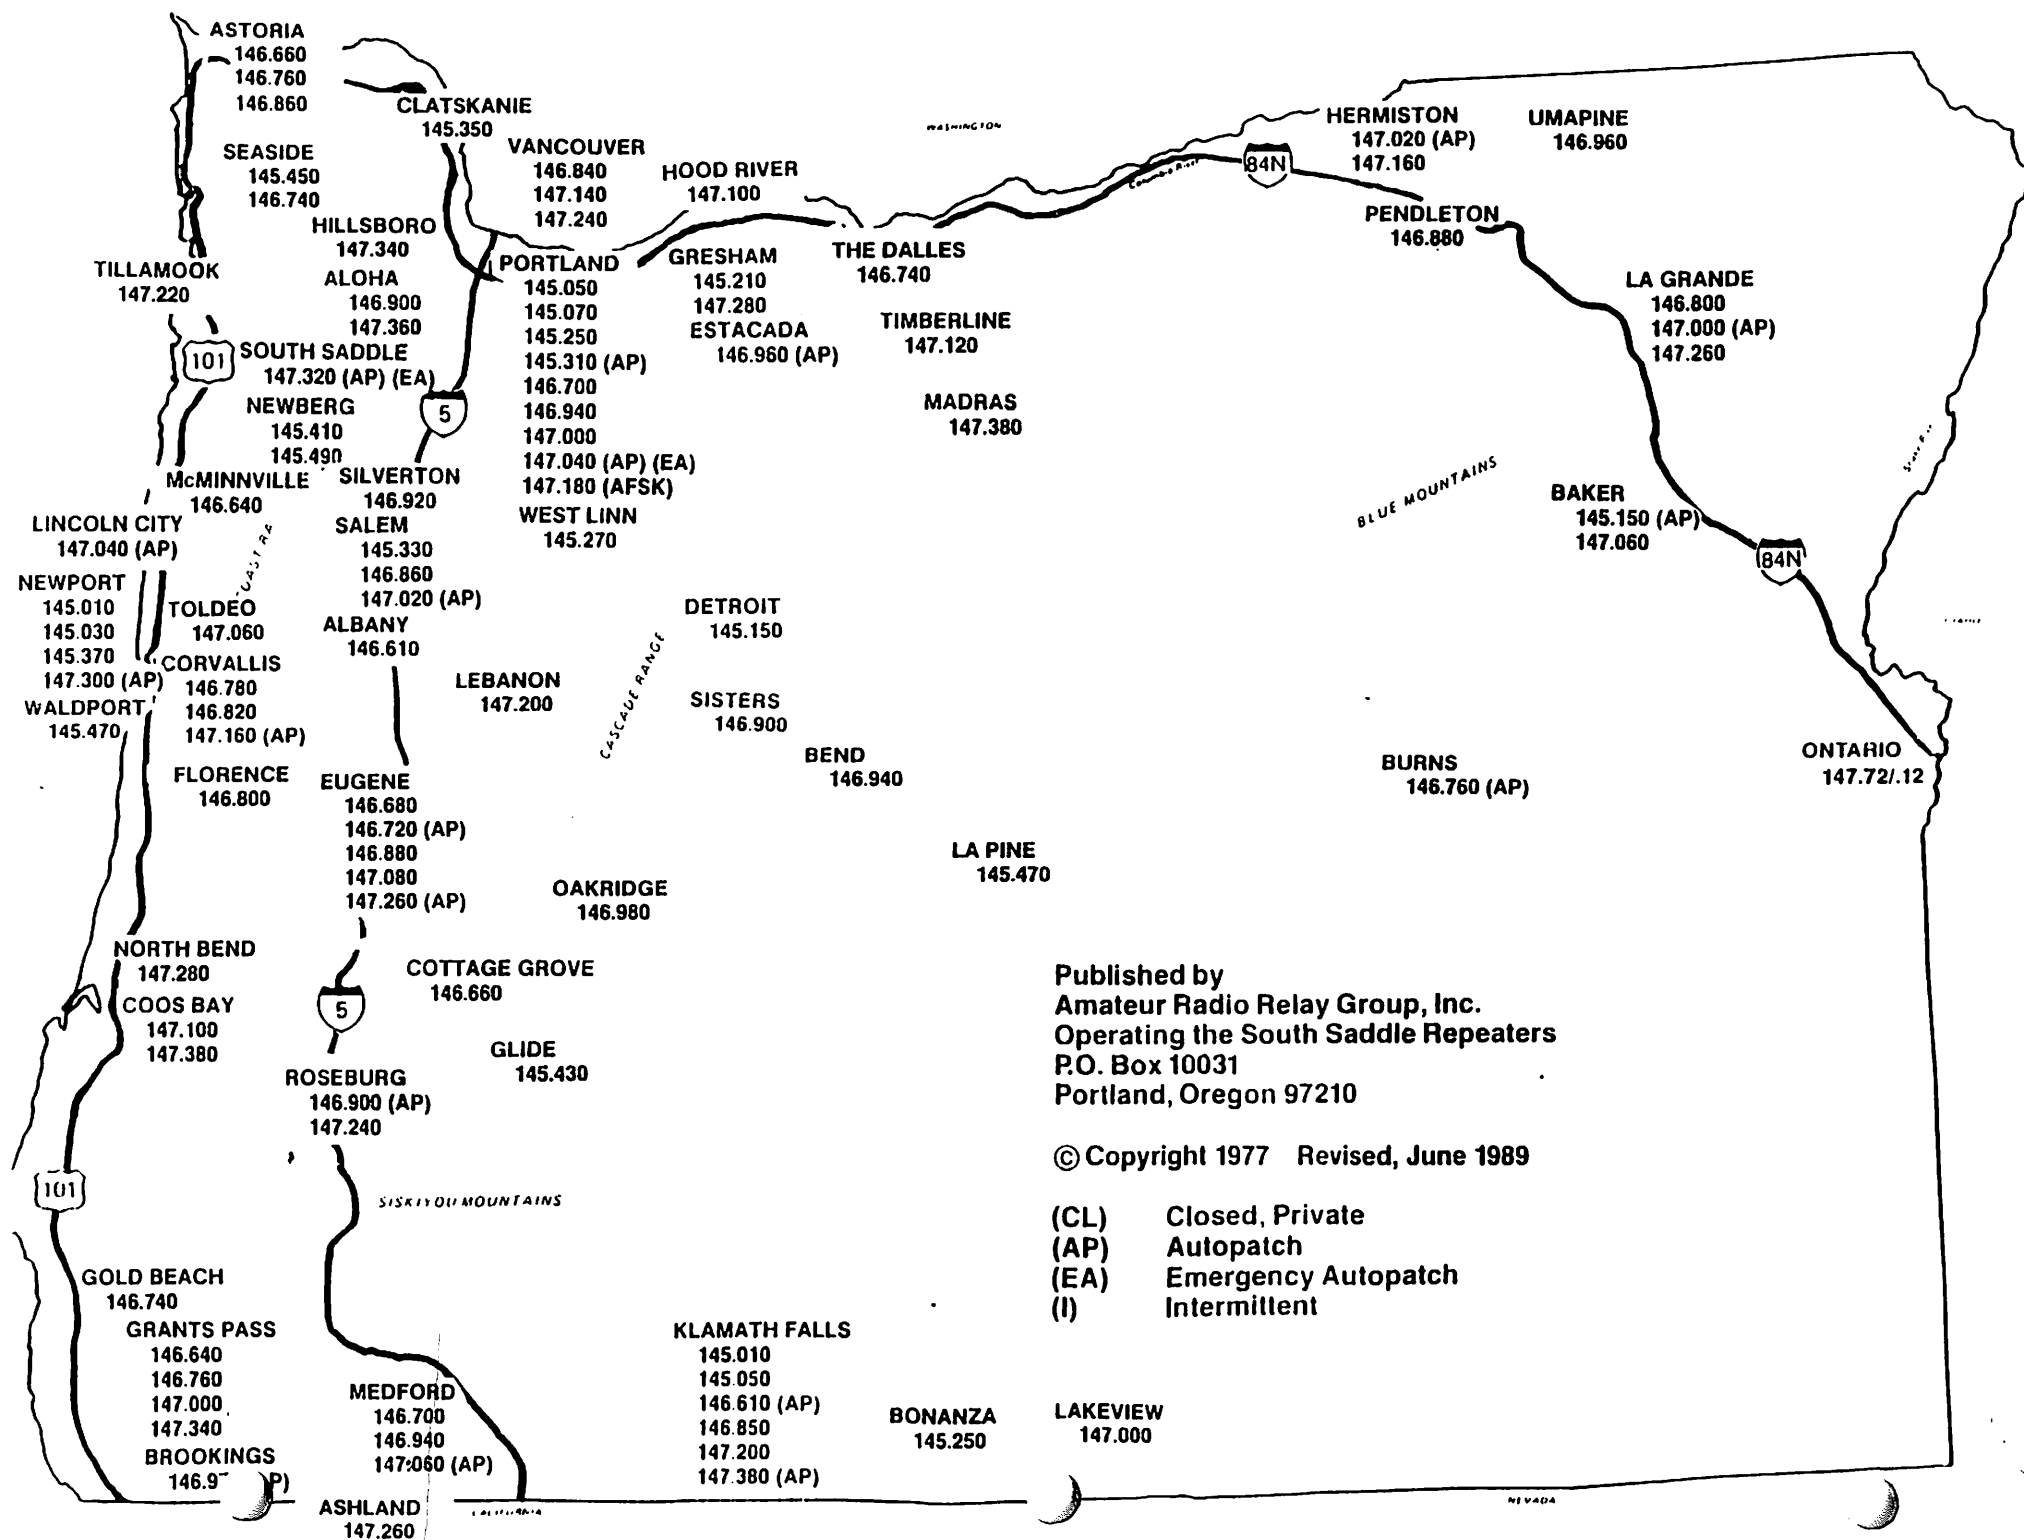 ASTORIA
146.660
146.760
146.860
CLATSKANIE
145.350
SEASIDE
145.450
146.740
VANCOUVER
146.840
147.140
147.240
HOOD RIVER
147.100
WASHINGTON
Columbia River
84N
HERMISTON
147.020 (AP)
147.160
UMAPINE
146.960
PENDLETON
146.880
HILLSBORO
147.340
TILLAMOOK
147.220
ALOHA
146.900
147.360
101
SOUTH SADDLE
147.320 (AP) (EA)
5
NEWBERG
145.410
145.490
PORTLAND
145.050
145.070
145.250
145.310 (AP)
146.700
146.940
147.000
147.040 (AP) (EA)
147.180 (AFSK)
WEST LINN
145.270
GRESHAM
145.210
147.280
ESTACADA
146.960 (AP)
THE DALLES
146.740
TIMBERLINE
147.120
MADRAS
147.380
LA GRANDE
146.800
147.000 (AP)
147.260
BLUE MOUNTAINS
BAKER
145.150 (AP)
147.060
84N
McMINNVILLE
146.640
SILVERTON
146.920
LINCOLN CITY
147.040 (AP)
SALEM
145.330
146.860
147.020 (AP)
NEWPORT
145.010
145.030
145.370
147.300 (AP)
TOLDEO
147.060
ALBANY
146.610
DETROIT
145.150
CASCADE RANGE
CORVALLIS
146.780
146.820
147.160 (AP)
WALDPORT
145.470
LEBANON
147.200
SISTERS
146.900
BEND
146.940
BURNS
146.760 (AP)
ONTARIO
147.72/.12
FLORENCE
146.800
EUGENE
146.680
146.720 (AP)
146.880
147.080
147.260 (AP)
LA PINE
145.470
OAKRIDGE
146.980
NORTH BEND
147.280
COOS BAY
147.100
147.380
5
COTTAGE GROVE
146.660
GLIDE
145.430
ROSEBURG
146.900 (AP)
147.240
Published by
Amateur Radio Relay Group, Inc.
Operating the South Saddle Repeaters
P.O. Box 10031
Portland, Oregon 97210
© Copyright 1977 Revised, June 1989
(CL) Closed, Private
(AP) Autopatch
(EA) Emergency Autopatch
(I) Intermittent
101
SISKIYOU MOUNTAINS
GOLD BEACH
146.740
GRANTS PASS
146.640
146.760
147.000
147.340
BROOKINGS
MEDFORD
146.700
146.940
147.060 (AP)
KLAMATH FALLS
145.010
145.050
146.610 (AP)
146.850
147.200
147.380 (AP)
BONANZA
145.250
LAKEVIEW
147.000
ASHLAND
147.260
CALIFORNIA
NEVADA